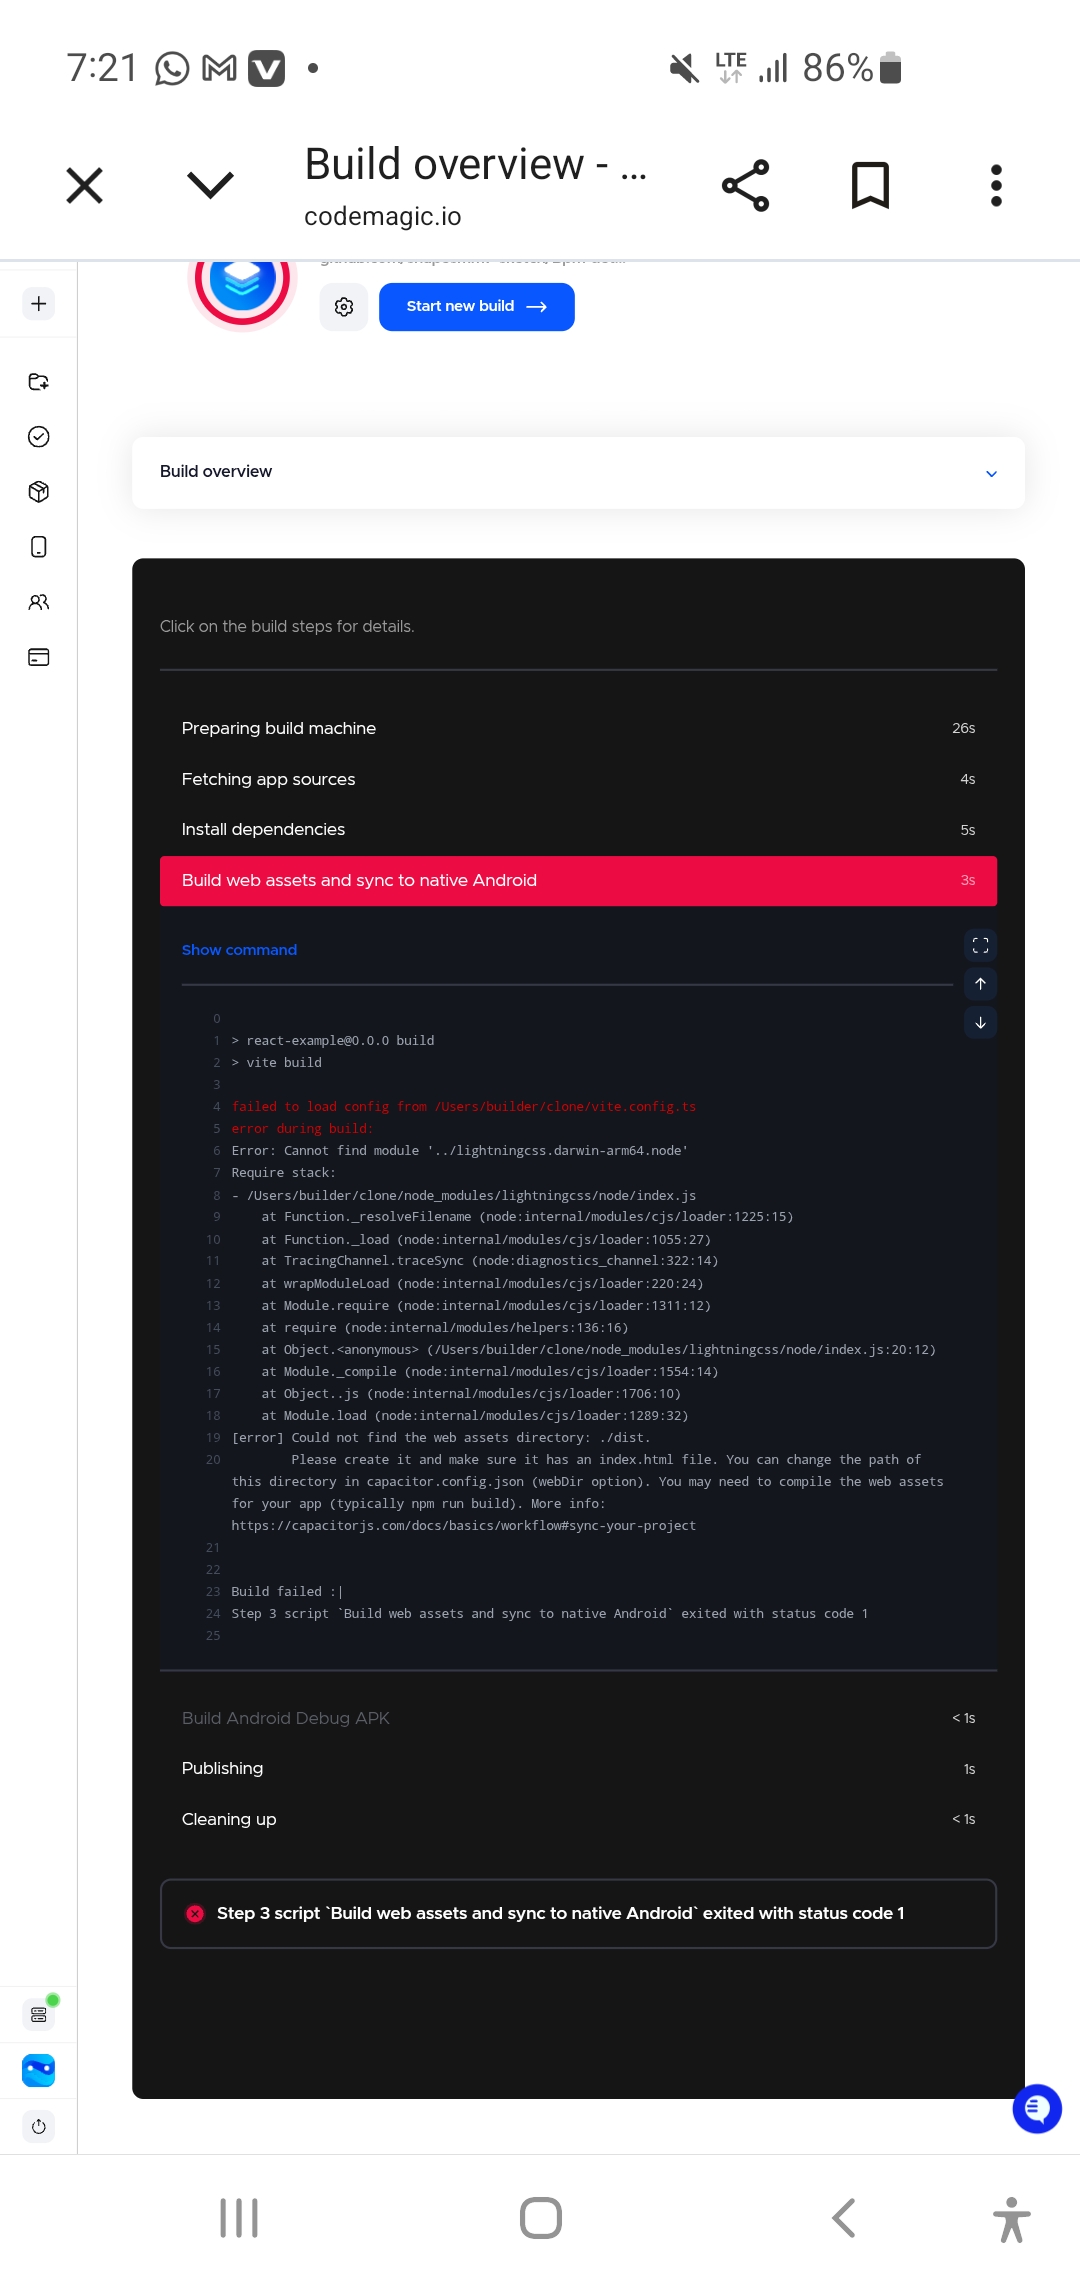 7:21
LTE
86%
Build overview - ...
codemagic.io
Start new build
Build overview
Click on the build steps for details.
Preparing build machine 26s
Fetching app sources 4s
Install dependencies 5s
Build web assets and sync to native Android 3s
Show command
0
1 > react-example@0.0.0 build
2 > vite build
3
4 failed to load config from /Users/builder/clone/vite.config.ts
5 error during build:
6 Error: Cannot find module '../lightningcss.darwin-arm64.node'
7 Require stack:
8 - /Users/builder/clone/node_modules/lightningcss/node/index.js
9 at Function._resolveFilename (node:internal/modules/cjs/loader:1225:15)
10 at Function._load (node:internal/modules/cjs/loader:1055:27)
11 at TracingChannel.traceSync (node:diagnostics_channel:322:14)
12 at wrapModuleLoad (node:internal/modules/cjs/loader:220:24)
13 at Module.require (node:internal/modules/cjs/loader:1311:12)
14 at require (node:internal/modules/helpers:136:16)
15 at Object.<anonymous> (/Users/builder/clone/node_modules/lightningcss/node/index.js:20:12)
16 at Module._compile (node:internal/modules/cjs/loader:1554:14)
17 at Object..js (node:internal/modules/cjs/loader:1706:10)
18 at Module.load (node:internal/modules/cjs/loader:1289:32)
19 [error] Could not find the web assets directory: ./dist.
20 Please create it and make sure it has an index.html file. You can change the path of
this directory in capacitor.config.json (webDir option). You may need to compile the web assets
for your app (typically npm run build). More info:
https://capacitorjs.com/docs/basics/workflow#sync-your-project
21
22
23 Build failed :|
24 Step 3 script `Build web assets and sync to native Android` exited with status code 1
25
Build Android Debug APK < 1s
Publishing 1s
Cleaning up < 1s
Step 3 script `Build web assets and sync to native Android` exited with status code 1